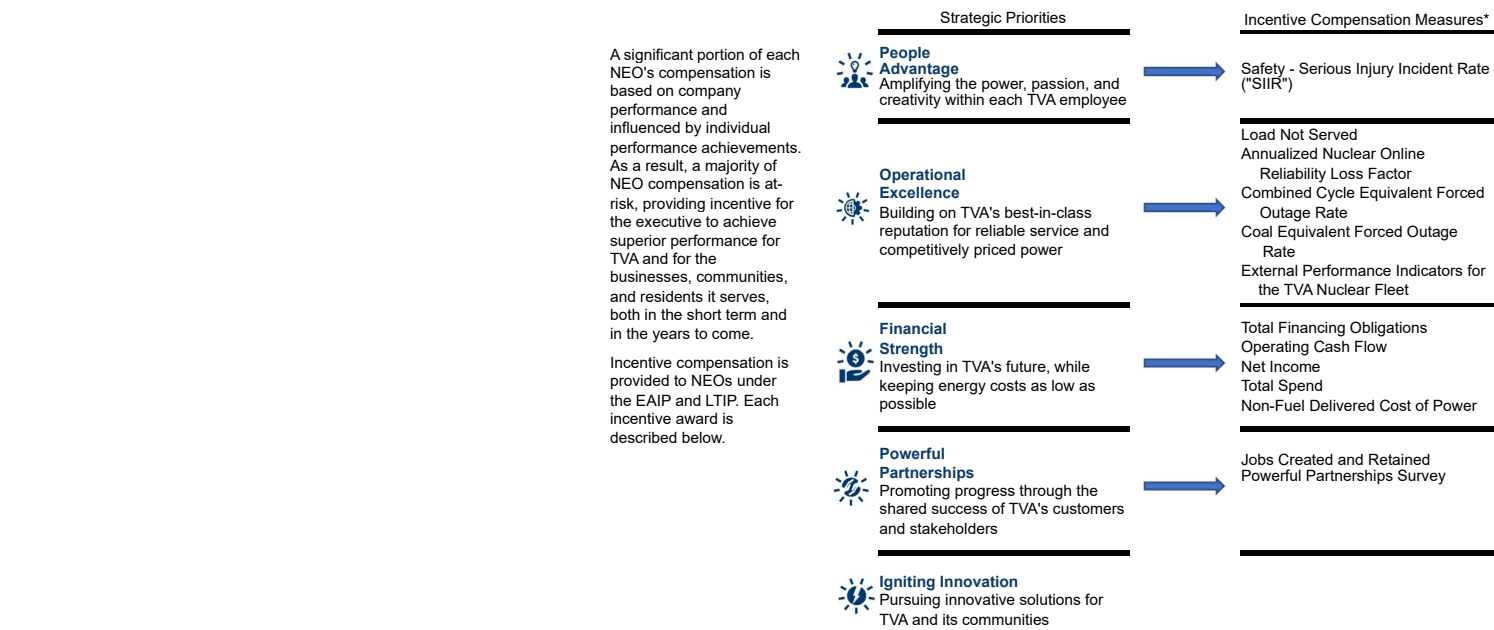 A significant portion of each
NEO's compensation is
based on company
performance and
influenced by individual
performance achievements.
As a result, a majority of
NEO compensation is at-
risk, providing incentive for
the executive to achieve
superior performance for
TVA and for the
businesses, communities,
and residents it serves,
both in the short term and
in the years to come.
Incentive compensation is
provided to NEOs under
the EAIP and LTIP. Each
incentive award is
described below.
Strategic Priorities
Incentive Compensation Measures*
People
Advantage
Amplifying the power, passion, and
creativity within each TVA employee
Safety - Serious Injury Incident Rate
("SIIR")
Operational
Excellence
Building on TVA's best-in-class
reputation for reliable service and
competitively priced power
Load Not Served
Annualized Nuclear Online
Reliability Loss Factor
Combined Cycle Equivalent Forced
Outage Rate
Coal Equivalent Forced Outage
Rate
External Performance Indicators for
the TVA Nuclear Fleet
Financial
Strength
Investing in TVA's future, while
keeping energy costs as low as
possible
Total Financing Obligations
Operating Cash Flow
Net Income
Total Spend
Non-Fuel Delivered Cost of Power
Powerful
Partnerships
Promoting progress through the
shared success of TVA's customers
and stakeholders
Jobs Created and Retained
Powerful Partnerships Survey
Igniting Innovation
Pursuing innovative solutions for
TVA and its communities